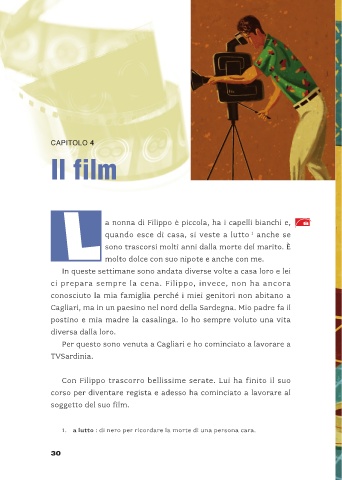 CAPITOLO 4
Il film
La nonna di Filippo è piccola, ha i capelli bianchi e,
quando esce di casa, si veste a lutto 1 anche se
sono trascorsi molti anni dalla morte del marito. È
molto dolce con suo nipote e anche con me.
In queste settimane sono andata diverse volte a casa loro e lei
ci prepara sempre la cena. Filippo, invece, non ha ancora
conosciuto la mia famiglia perché i miei genitori non abitano a
Cagliari, ma in un paesino nel nord della Sardegna. Mio padre fa il
postino e mia madre la casalinga. Io ho sempre voluto una vita
diversa dalla loro.
Per questo sono venuta a Cagliari e ho cominciato a lavorare a
TVSardinia.
Con Filippo trascorro bellissime serate. Lui ha finito il suo
corso per diventare regista e adesso ha cominciato a lavorare al
soggetto del suo film.
1. a lutto : di nero per ricordare la morte di una persona cara.
30